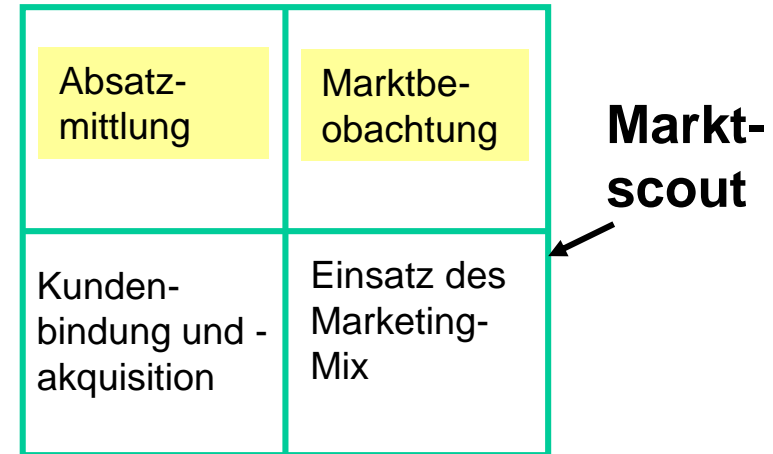 Absatz-
mittlung
Marktbe-
obachtung
Markt-
scout
Kunden-
bindung und -
akquisition
Einsatz des
Marketing-
Mix